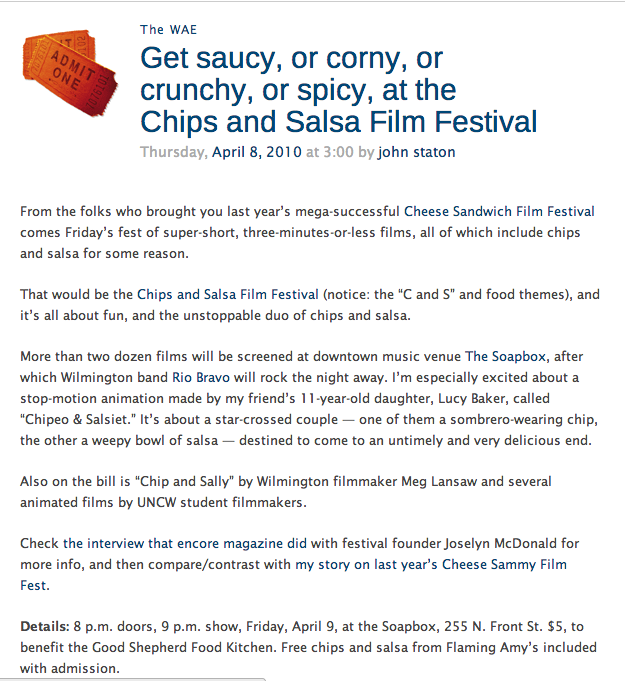 The WAE
ADMIT
ONE
Get saucy, or corny, or
crunchy, or spicy, at the
Chips and Salsa Film Festival
Thursday, April 8, 2010 at 3:00 by john staton
From the folks who brought you last year’s mega-successful Cheese Sandwich Film Festival
comes Friday’s fest of super-short, three-minutes-or-less films, all of which include chips
and salsa for some reason.
That would be the Chips and Salsa Film Festival (notice: the “C and S” and food themes), and
it’s all about fun, and the unstoppable duo of chips and salsa.
More than two dozen films will be screened at downtown music venue The Soapbox, after
which Wilmington band Rio Bravo will rock the night away. I’m especially excited about a
stop-motion animation made by my friend’s 11-year-old daughter, Lucy Baker, called
“Chipeo & Salsiet.” It’s about a star-crossed couple — one of them a sombrero-wearing chip,
the other a weepy bowl of salsa — destined to come to an untimely and very delicious end.
Also on the bill is “Chip and Sally” by Wilmington filmmaker Meg Lansaw and several
animated films by UNCW student filmmakers.
Check the interview that encore magazine did with festival founder Joselyn McDonald for
more info, and then compare/contrast with my story on last year’s Cheese Sammy Film
Fest.
Details: 8 p.m. doors, 9 p.m. show, Friday, April 9, at the Soapbox, 255 N. Front St. $5, to
benefit the Good Shepherd Food Kitchen. Free chips and salsa from Flaming Amy’s included
with admission.